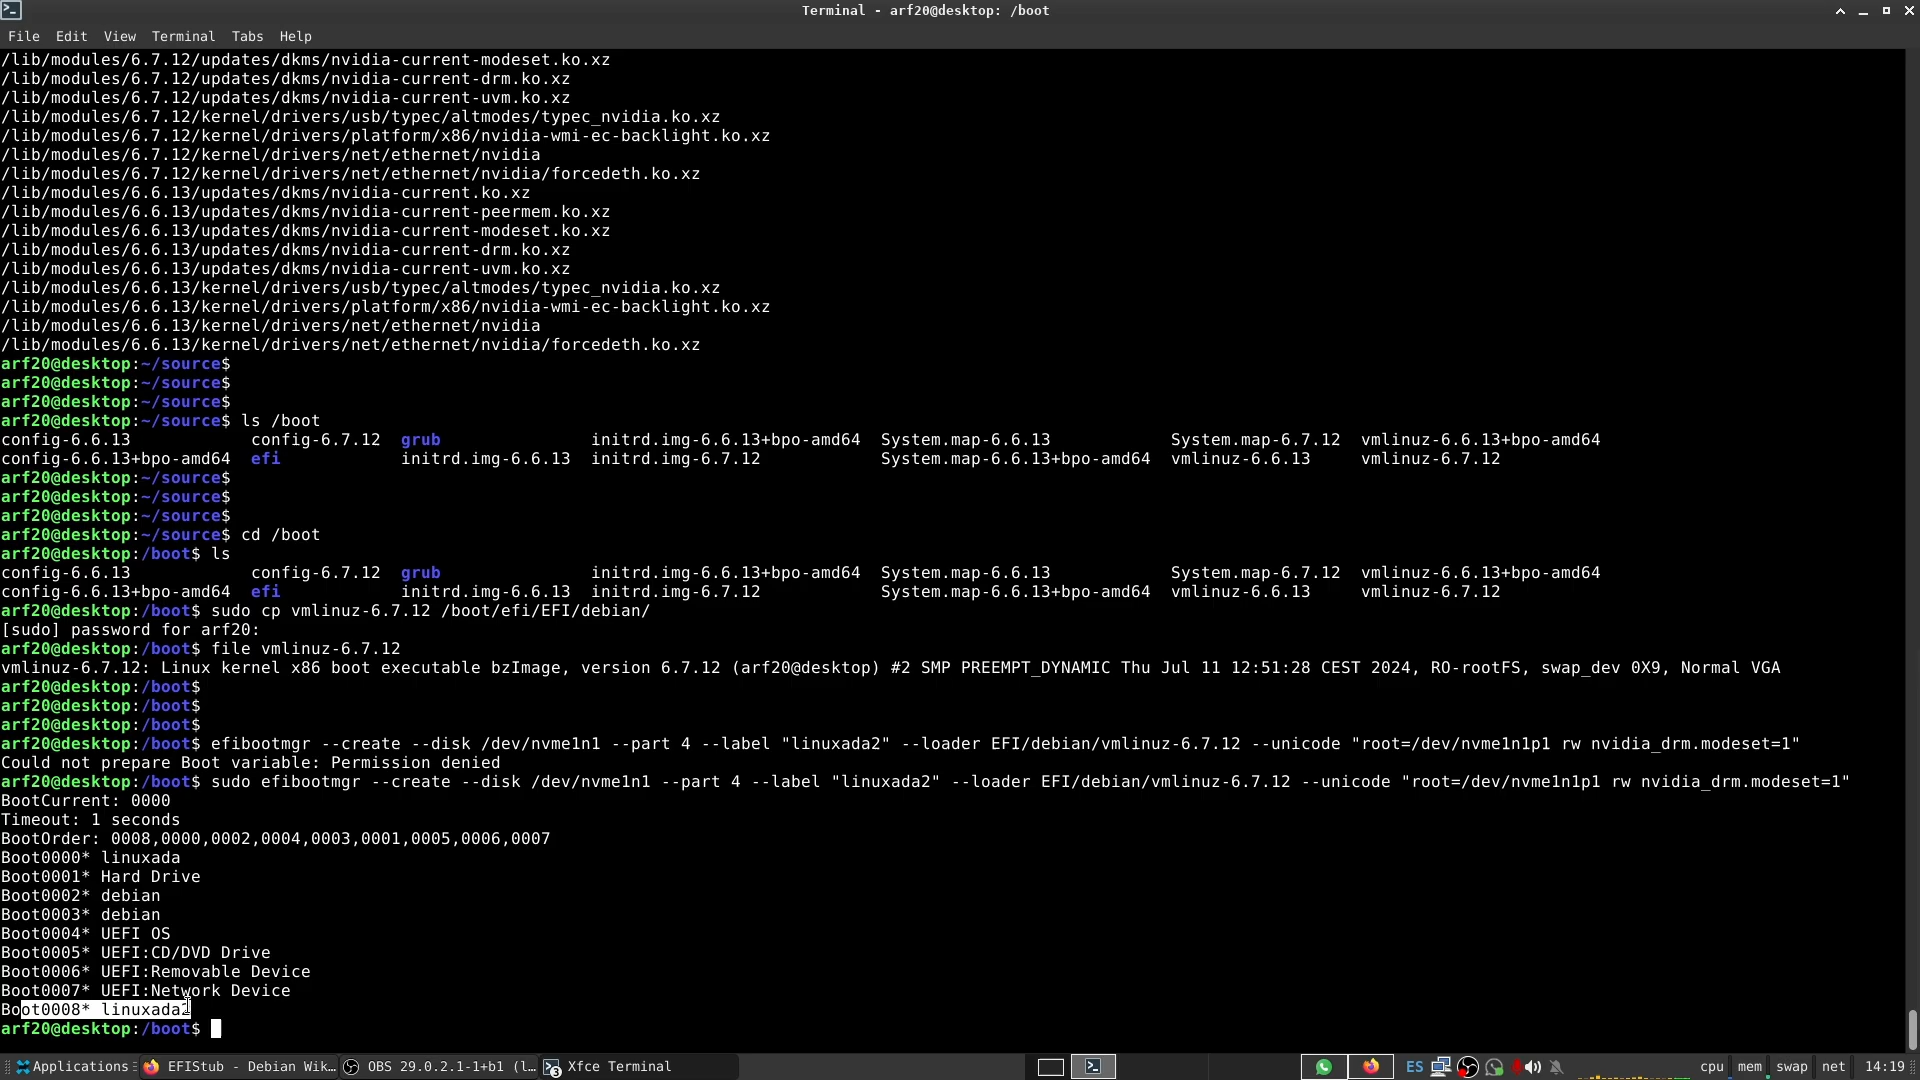 Terminal - arf20@desktop: /boot
File Edit View Terminal Tabs Help
/lib/modules/6.7.12/updates/dkms/nvidia-current-modeset.ko.xz
/lib/modules/6.7.12/updates/dkms/nvidia-current-drm.ko.xz
/lib/modules/6.7.12/updates/dkms/nvidia-current-uvm.ko.xz
/lib/modules/6.7.12/kernel/drivers/usb/typec/altmodes/typec_nvidia.ko.xz
/lib/modules/6.7.12/kernel/drivers/platform/x86/nvidia-wmi-ec-backlight.ko.xz
/lib/modules/6.7.12/kernel/drivers/net/ethernet/nvidia
/lib/modules/6.7.12/kernel/drivers/net/ethernet/nvidia/forcedeth.ko.xz
/lib/modules/6.6.13/updates/dkms/nvidia-current.ko.xz
/lib/modules/6.6.13/updates/dkms/nvidia-current-peermem.ko.xz
/lib/modules/6.6.13/updates/dkms/nvidia-current-modeset.ko.xz
/lib/modules/6.6.13/updates/dkms/nvidia-current-drm.ko.xz
/lib/modules/6.6.13/updates/dkms/nvidia-current-uvm.ko.xz
/lib/modules/6.6.13/kernel/drivers/usb/typec/altmodes/typec_nvidia.ko.xz
/lib/modules/6.6.13/kernel/drivers/platform/x86/nvidia-wmi-ec-backlight.ko.xz
/lib/modules/6.6.13/kernel/drivers/net/ethernet/nvidia
/lib/modules/6.6.13/kernel/drivers/net/ethernet/nvidia/forcedeth.ko.xz
arf20@desktop:~/source$
arf20@desktop:~/source$
arf20@desktop:~/source$
arf20@desktop:~/source$ ls /boot
config-6.6.13 config-6.7.12 grub initrd.img-6.6.13+bpo-amd64 System.map-6.6.13 System.map-6.7.12 vmlinuz-6.6.13+bpo-amd64
config-6.6.13+bpo-amd64 efi initrd.img-6.6.13 initrd.img-6.7.12 System.map-6.6.13+bpo-amd64 vmlinuz-6.6.13 vmlinuz-6.7.12
arf20@desktop:~/source$
arf20@desktop:~/source$
arf20@desktop:~/source$
arf20@desktop:~/source$ cd /boot
arf20@desktop:/boot$ ls
config-6.6.13 config-6.7.12 grub initrd.img-6.6.13+bpo-amd64 System.map-6.6.13 System.map-6.7.12 vmlinuz-6.6.13+bpo-amd64
config-6.6.13+bpo-amd64 efi initrd.img-6.6.13 initrd.img-6.7.12 System.map-6.6.13+bpo-amd64 vmlinuz-6.6.13 vmlinuz-6.7.12
arf20@desktop:/boot$ sudo cp vmlinuz-6.7.12 /boot/efi/EFI/debian/
[sudo] password for arf20:
arf20@desktop:/boot$ file vmlinuz-6.7.12
vmlinuz-6.7.12: Linux kernel x86 boot executable bzImage, version 6.7.12 (arf20@desktop) #2 SMP PREEMPT_DYNAMIC Thu Jul 11 12:51:28 CEST 2024, RO-rootFS, swap_dev 0X9, Normal VGA
arf20@desktop:/boot$
arf20@desktop:/boot$
arf20@desktop:/boot$
arf20@desktop:/boot$ efibootmgr --create --disk /dev/nvme1n1 --part 4 --label "linuxada2" --loader EFI/debian/vmlinuz-6.7.12 --unicode "root=/dev/nvme1n1p1 rw nvidia_drm.modeset=1"
Could not prepare Boot variable: Permission denied
arf20@desktop:/boot$ sudo efibootmgr --create --disk /dev/nvme1n1 --part 4 --label "linuxada2" --loader EFI/debian/vmlinuz-6.7.12 --unicode "root=/dev/nvme1n1p1 rw nvidia_drm.modeset=1"
BootCurrent: 0000
Timeout: 1 seconds
BootOrder: 0008,0000,0002,0004,0003,0001,0005,0006,0007
Boot0000* linuxada
Boot0001* Hard Drive
Boot0002* debian
Boot0003* debian
Boot0004* UEFI OS
Boot0005* UEFI:CD/DVD Drive
Boot0006* UEFI:Removable Device
Boot0007* UEFI:Network Device
Boot0008* linuxada2
arf20@desktop:/boot$
Applications EFIStub - Debian Wik... OBS 29.0.2.1-1+b1 (l... 3 Xfce Terminal ES cpu mem swap net 14:19